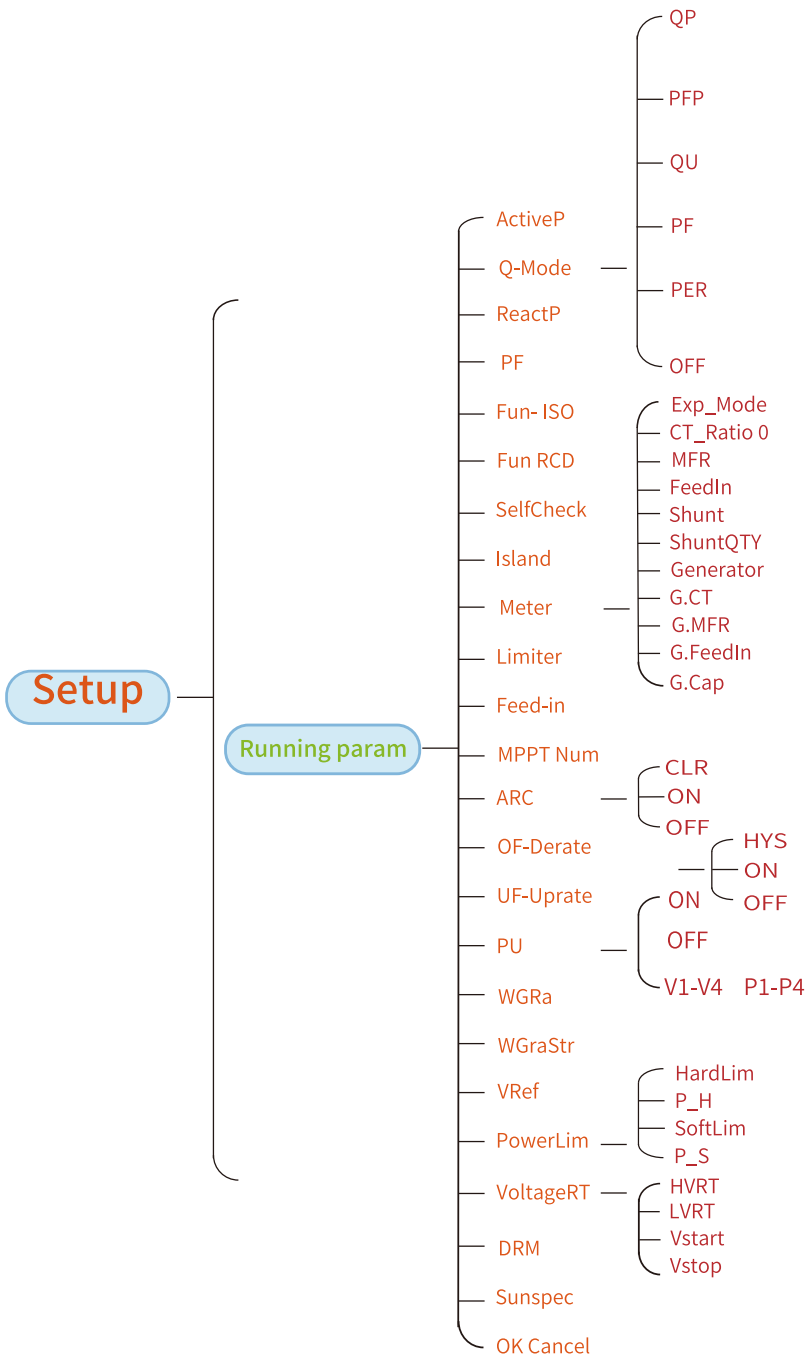 Setup
Running param
ActiveP
Q-Mode
QP
PFP
QU
PF
PER
OFF
ReactP
PF
Fun- ISO
Fun RCD
SelfCheck
Island
Meter
Exp_Mode
CT_Ratio 0
MFR
FeedIn
Shunt
ShuntQTY
Generator
G.CT
G.MFR
G.FeedIn
G.Cap
Limiter
Feed-in
MPPT Num
ARC
CLR
ON
OFF
OF-Derate
UF-Uprate
PU
ON
HYS
ON
OFF
OFF
V1-V4 P1-P4
WGRa
WGraStr
VRef
PowerLim
HardLim
P_H
SoftLim
P_S
VoltageRT
HVRT
LVRT
Vstart
Vstop
DRM
Sunspec
OK Cancel